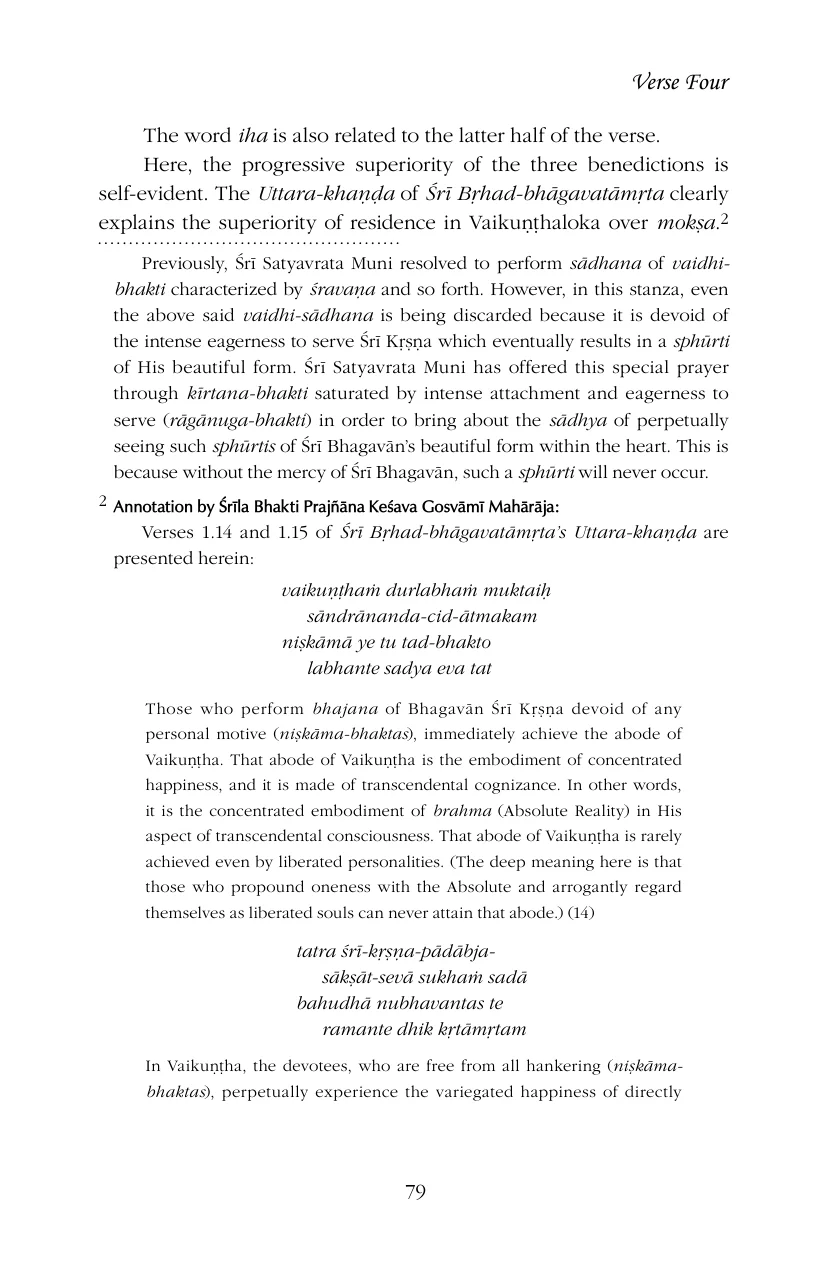 Verse Four
The word iha is also related to the latter half of the verse.
Here, the progressive superiority of the three benedictions is
self-evident. The Uttara-khaṇḍa of Śrī Bṛhad-bhāgavatāmṛta clearly
explains the superiority of residence in Vaikuṇṭhaloka over mokṣa.2
Previously, Śrī Satyavrata Muni resolved to perform sādhana of vaidhi-
bhakti characterized by śravaṇa and so forth. However, in this stanza, even
the above said vaidhi-sādhana is being discarded because it is devoid of
the intense eagerness to serve Śrī Kṛṣṇa which eventually results in a sphūrti
of His beautiful form. Śrī Satyavrata Muni has offered this special prayer
through kīrtana-bhakti saturated by intense attachment and eagerness to
serve (rāgānuga-bhakti) in order to bring about the sādhya of perpetually
seeing such sphūrtis of Śrī Bhagavān's beautiful form within the heart. This is
because without the mercy of Śrī Bhagavān, such a sphūrti will never occur.
2 Annotation by Śrīla Bhakti Prajñāna Keśava Gosvāmī Mahārāja:
Verses 1.14 and 1.15 of Śrī Bṛhad-bhāgavatāmṛta's Uttara-khaṇḍa are
presented herein:
vaikuṇṭhaṁ durlabhaṁ muktaiḥ
sāndrānanda-cid-ātmakam
niṣkāmā ye tu tad-bhakto
labhante sadya eva tat
Those who perform bhajana of Bhagavān Śrī Kṛṣṇa devoid of any
personal motive (niṣkāma-bhaktas), immediately achieve the abode of
Vaikuṇṭha. That abode of Vaikuṇṭha is the embodiment of concentrated
happiness, and it is made of transcendental cognizance. In other words,
it is the concentrated embodiment of brahma (Absolute Reality) in His
aspect of transcendental consciousness. That abode of Vaikuṇṭha is rarely
achieved even by liberated personalities. (The deep meaning here is that
those who propound oneness with the Absolute and arrogantly regard
themselves as liberated souls can never attain that abode.) (14)
tatra śrī-kṛṣṇa-pādābja-
sākṣāt-sevā sukhaṁ sadā
bahudhā nubhavantas te
ramante dhik kṛtāmṛtam
In Vaikuṇṭha, the devotees, who are free from all hankering (niṣkāma-
bhaktas), perpetually experience the variegated happiness of directly
79